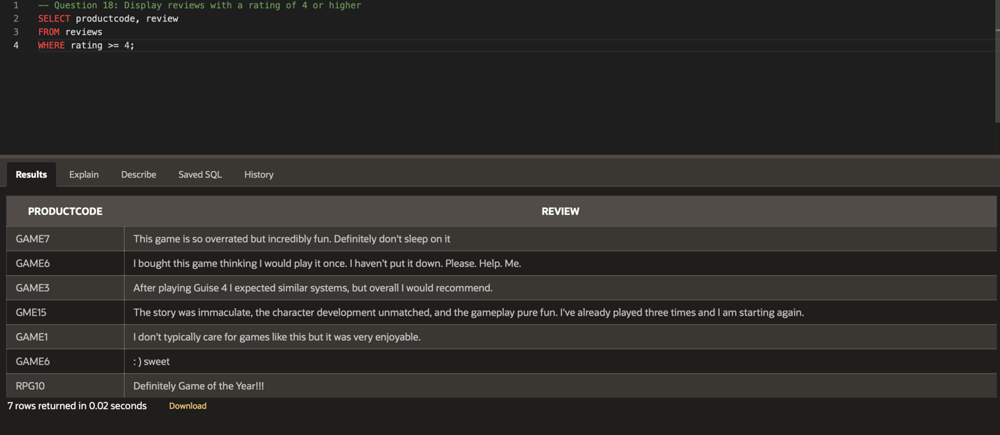 1 -- Question 18: Display reviews with a rating of 4 or higher
2 SELECT productcode, review
3 FROM reviews
4 WHERE rating >= 4;
Results Explain Describe Saved SQL History
PRODUCTCODE REVIEW
GAME7 This game is so overrated but incredibly fun. Definitely don't sleep on it
GAME6 I bought this game thinking I would play it once. I haven't put it down. Please. Help. Me.
GAME3 After playing Guise 4 I expected similar systems, but overall I would recommend.
GME15 The story was immaculate, the character development unmatched, and the gameplay pure fun. I've already played three times and I am starting again.
GAME1 I don't typically care for games like this but it was very enjoyable.
GAME6 : ) sweet
RPG10 Definitely Game of the Year!!!
7 rows returned in 0.02 seconds Download